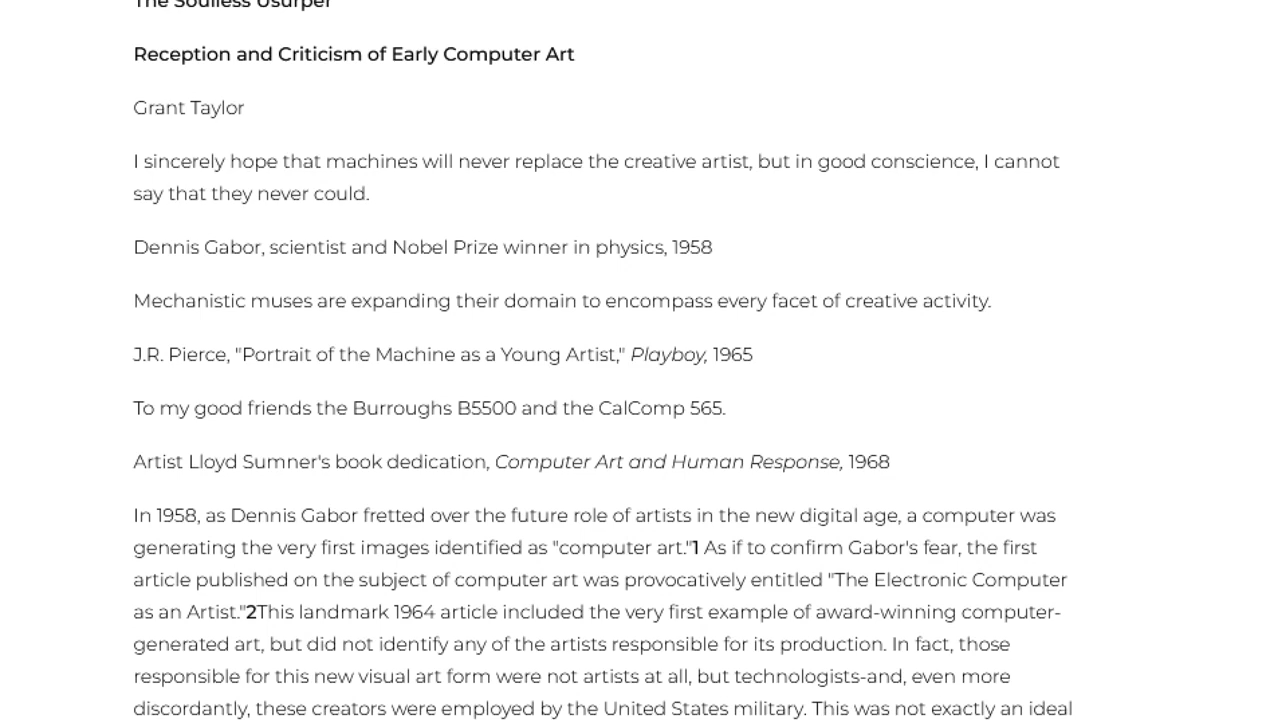 The Soulless Usurper
Reception and Criticism of Early Computer Art
Grant Taylor
I sincerely hope that machines will never replace the creative artist, but in good conscience, I cannot
say that they never could.
Dennis Gabor, scientist and Nobel Prize winner in physics, 1958
Mechanistic muses are expanding their domain to encompass every facet of creative activity.
J.R. Pierce, "Portrait of the Machine as a Young Artist," Playboy, 1965
To my good friends the Burroughs B5500 and the CalComp 565.
Artist Lloyd Sumner's book dedication, Computer Art and Human Response, 1968
In 1958, as Dennis Gabor fretted over the future role of artists in the new digital age, a computer was
generating the very first images identified as "computer art."1 As if to confirm Gabor's fear, the first
article published on the subject of computer art was provocatively entitled "The Electronic Computer
as an Artist."2This landmark 1964 article included the very first example of award-winning computer-
generated art, but did not identify any of the artists responsible for its production. In fact, those
responsible for this new visual art form were not artists at all, but technologists-and, even more
discordantly, these creators were employed by the United States military. This was not exactly an ideal